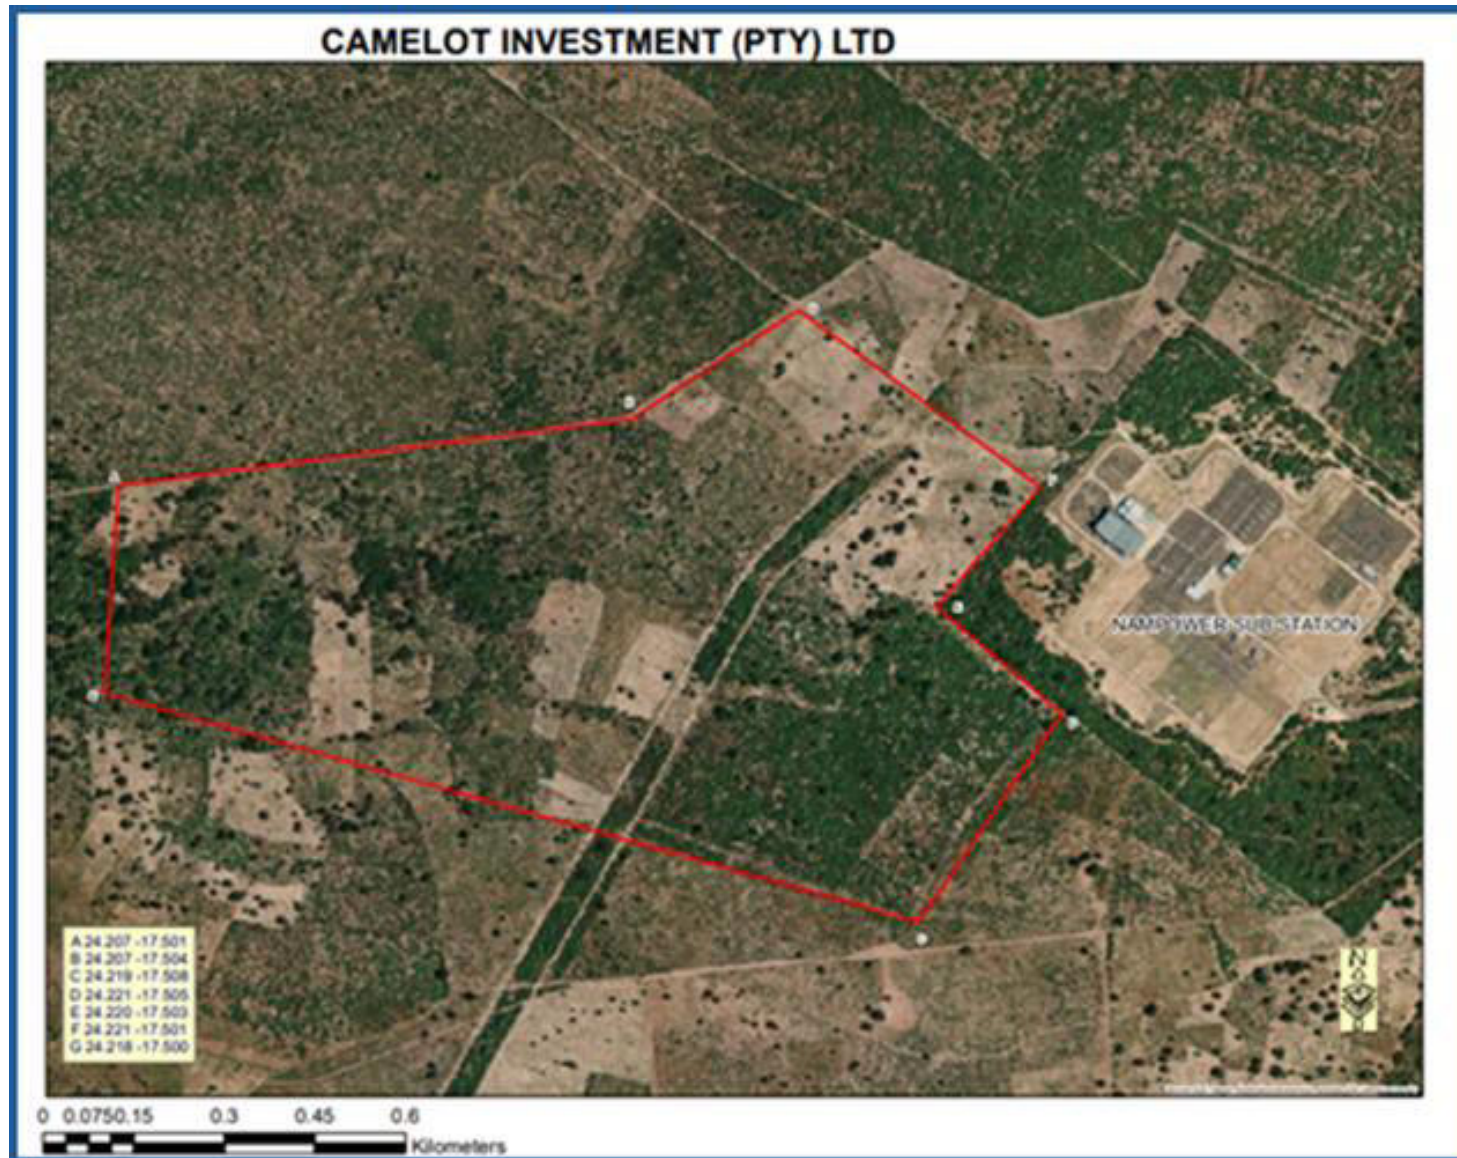 CAMELOT INVESTMENT (PTY) LTD
A
NAMPOWER SUB STATION
A 24.207 -17.501
B 24.207 -17.504
C 24.219 -17.508
D 24.221 -17.505
E 24.220 -17.503
F 24.221 -17.501
G 24.218 -17.500
N
0 0.0750.15 0.3 0.45 0.6
Kilometers